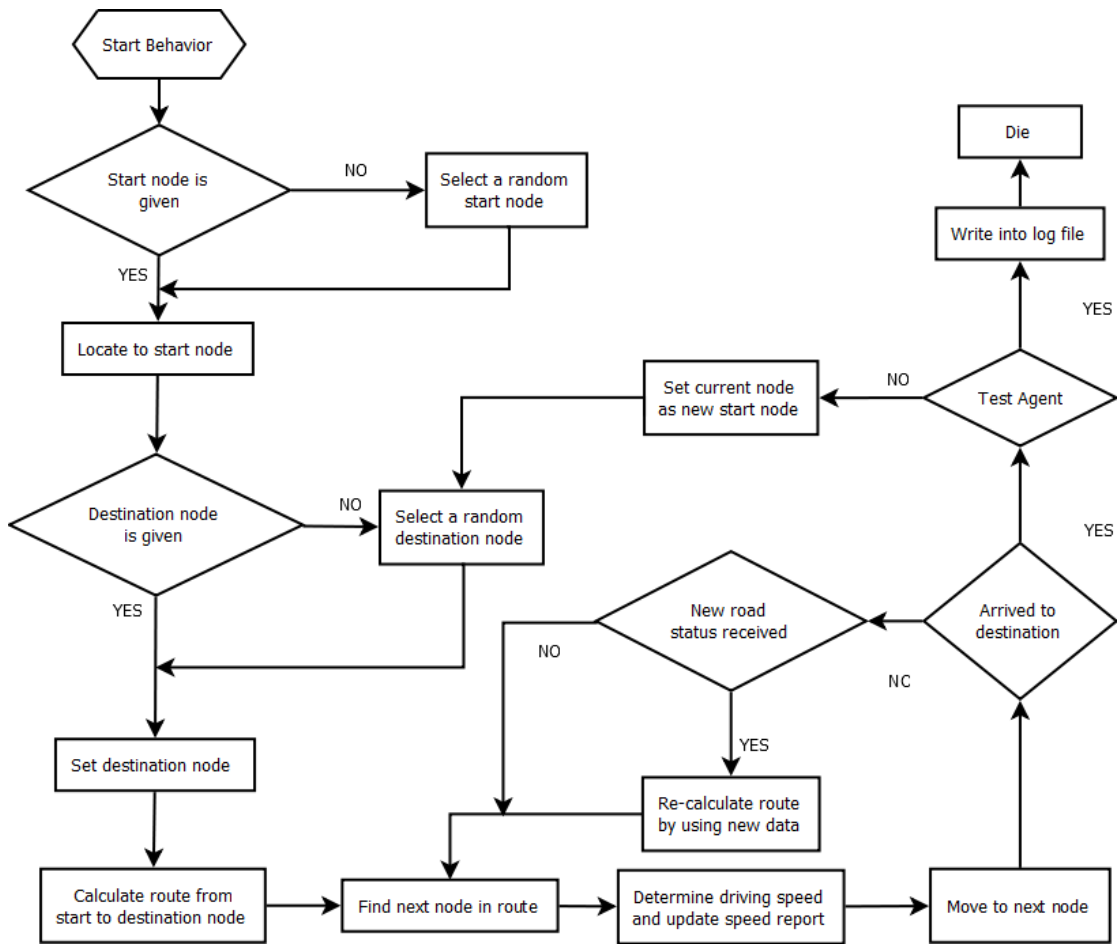 Start Behavior
Die
Start node is
given
NO
Select a random
start node
Write into log file
YES
YES
Locate to start node
Set current node
as new start node
NO
Test Agent
Destination node
is given
NO
Select a random
destination node
YES
YES
New road
status received
Arrived to
destination
NO
NC
YES
Set destination node
Re-calculate route
by using new data
Calculate route from
start to destination node
Find next node in route
Determine driving speed
and update speed report
Move to next node